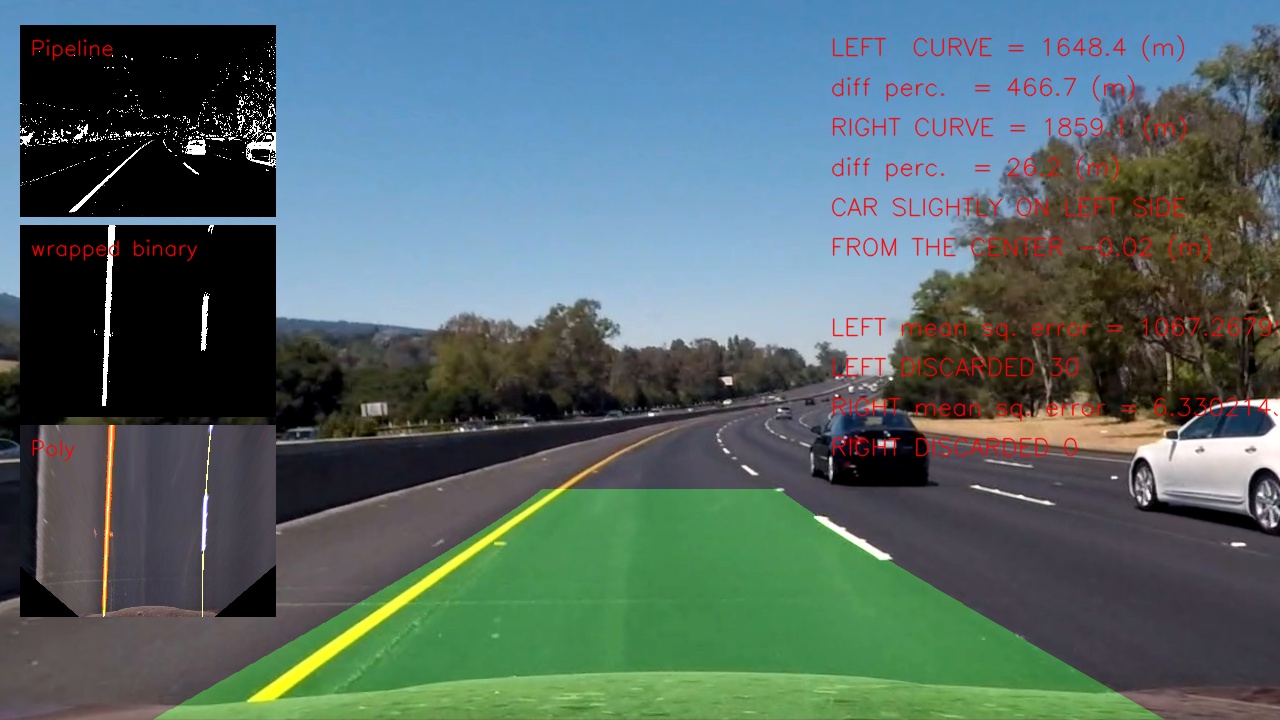 Pipeline
wrapped binary
Poly
LEFT CURVE = 1648.4 (m)
diff perc. = 466.7 (m)
RIGHT CURVE = 1859.1 (m)
diff perc. = 26.2 (m)
CAR SLIGHTLY ON LEFT SIDE
FROM THE CENTER -0.02 (m)
LEFT mean sq. error = 1067.2679
LEFT DISCARDED 30
RIGHT mean sq. error = 6.330214
RIGHT DISCARDED 0